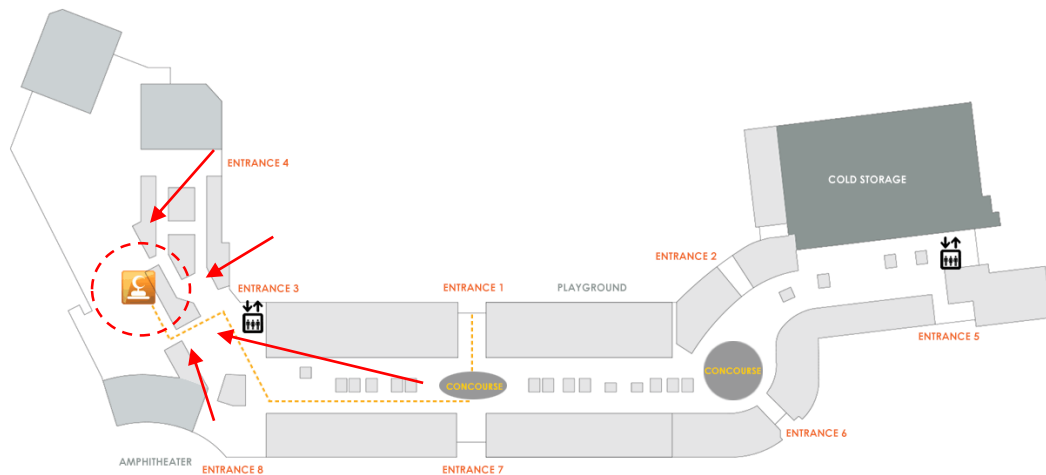 ENTRANCE 4
COLD STORAGE
ENTRANCE 2
ENTRANCE 3
ENTRANCE 1
PLAYGROUND
ENTRANCE 5
CONCOURSE
CONCOURSE
ENTRANCE 6
AMPHITHEATER
ENTRANCE 8
ENTRANCE 7